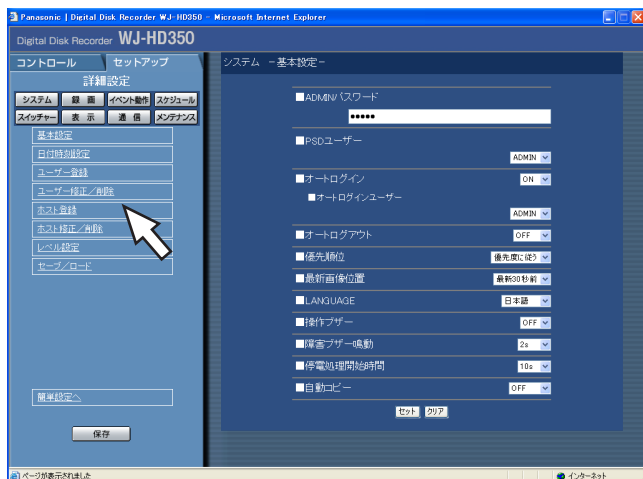 Panasonic | Digital Disk Recorder WJ-HD350 - Microsoft Internet Explorer
Digital Disk Recorder WJ-HD350
コントロール セットアップ
詳細設定
システム 録 画 イベント動作 スケジュール
スイッチャー 表 示 通 信 メンテナンス
基本設定
日付時刻設定
ユーザー登録
ユーザー修正／削除
ホスト登録
ホスト修正／削除
レベル設定
セーブ／ロード
簡単設定へ
保存
システム －基本設定－
■ADMINパスワード
●●●●●
■PSDユーザー
ADMIN
■オートログイン ON
■オートログインユーザー
ADMIN
■オートログアウト OFF
■優先順位 優先度に従う
■最新画像位置 最新30秒前
■LANGUAGE 日本語
■操作ブザー OFF
■障害ブザー鳴動 2s
■停電処理開始時間 10s
■自動コピー OFF
セット クリア
ページが表示されました インターネット